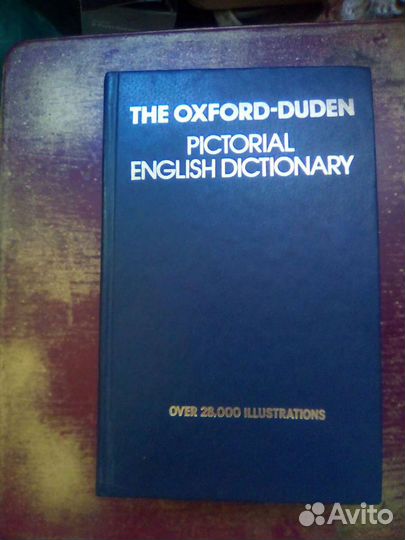 THE OXFORD-DUDEN
PICTORIAL
ENGLISH DICTIONARY
OVER 28,000 ILLUSTRATIONS
Avito